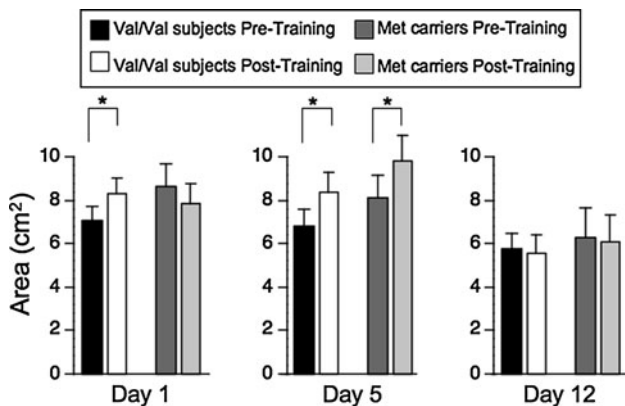 Val/Val subjects Pre-Training Met carriers Pre-Training
Val/Val subjects Post-Training Met carriers Post-Training
* * *
10 10 10
8 8 8
6 6 6
4 4 4
2 2 2
0 0 0
Area (cm²)
Day 1 Day 5 Day 12